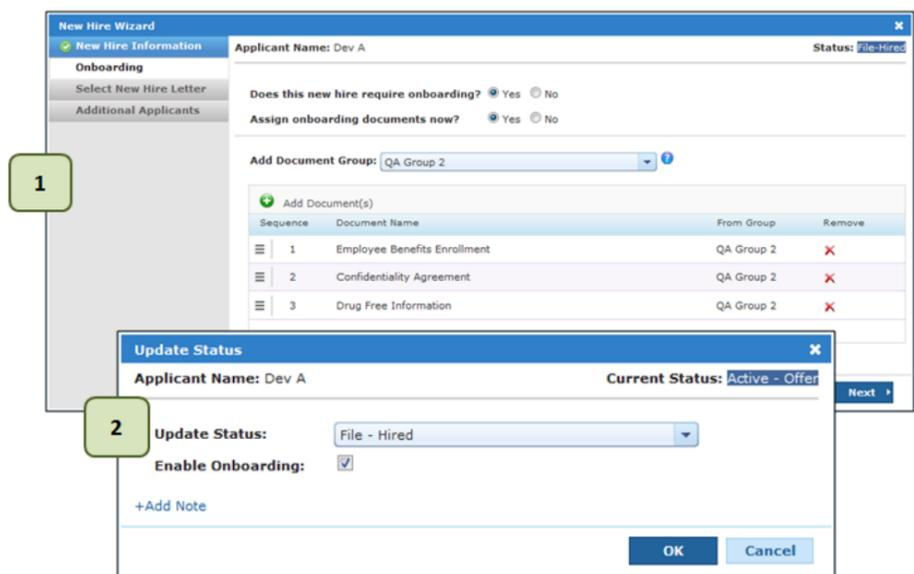 New Hire Wizard
New Hire Information
Applicant Name: Dev A
Status: File-Hired
Onboarding
Select New Hire Letter
Additional Applicants
Does this new hire require onboarding? Yes No
Assign onboarding documents now? Yes No
Add Document Group: QA Group 2
1
Add Document(s)
Sequence Document Name From Group Remove
1 Employee Benefits Enrollment QA Group 2
2 Confidentiality Agreement QA Group 2
3 Drug Free Information QA Group 2
Next
Update Status
Applicant Name: Dev A Current Status: Active - Offer
2
Update Status: File - Hired
Enable Onboarding:
+Add Note
OK Cancel